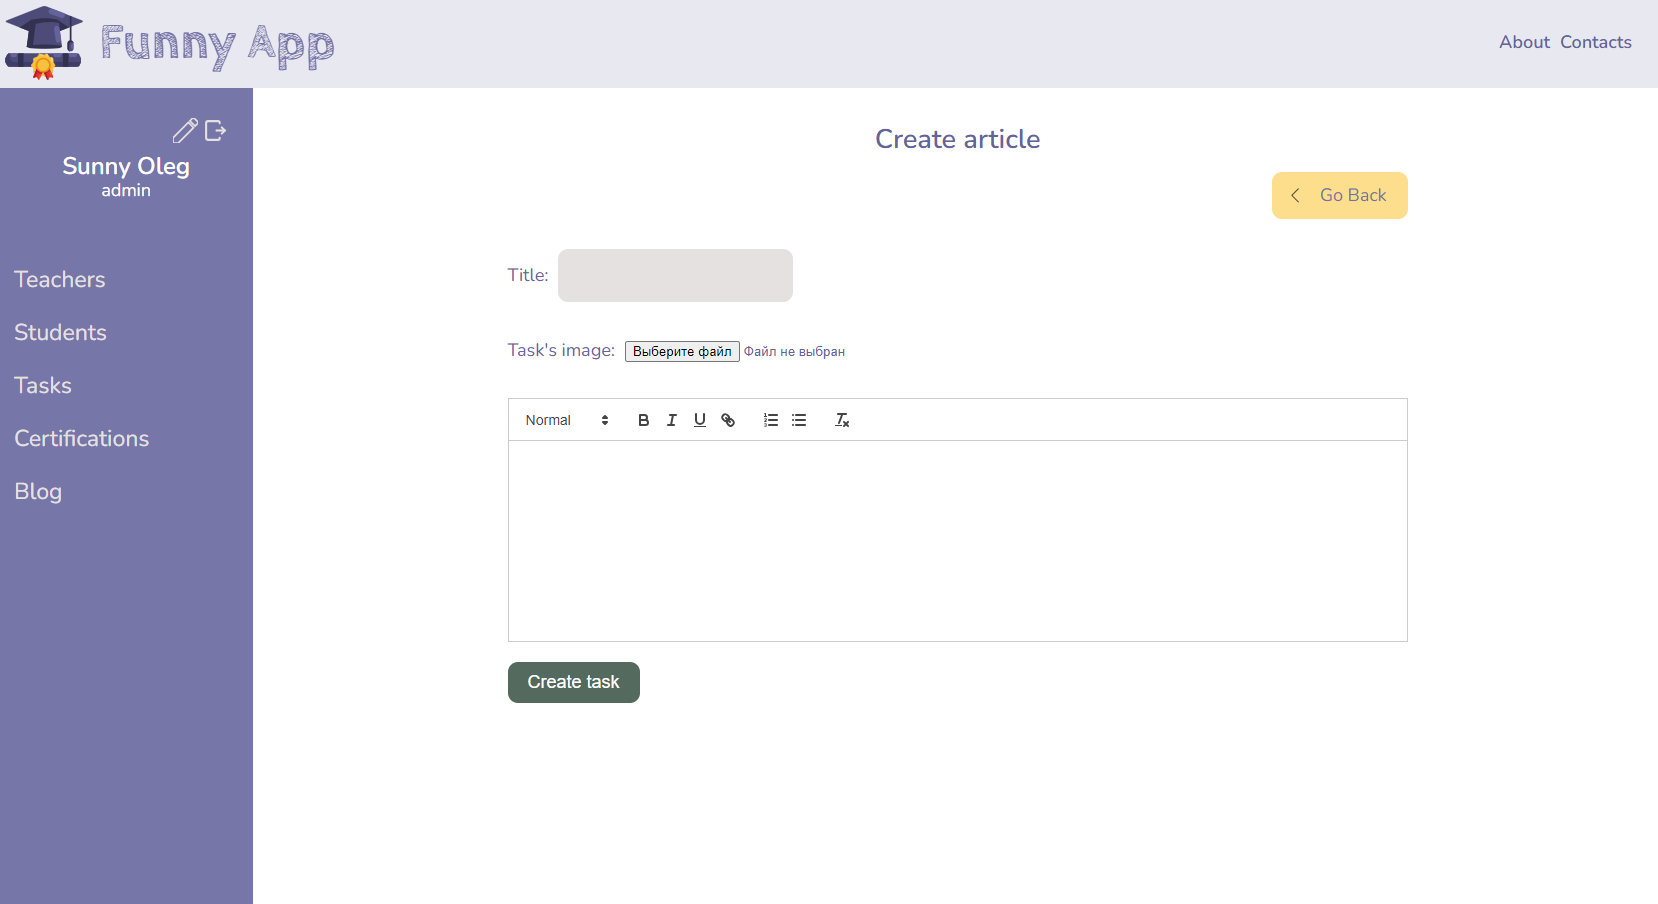 Funny App
About Contacts
Sunny Oleg
admin
Teachers
Students
Tasks
Certifications
Blog
Create article
Go Back
Title:
Task's image: Выберите файл Файл не выбран
Normal B I U
Create task